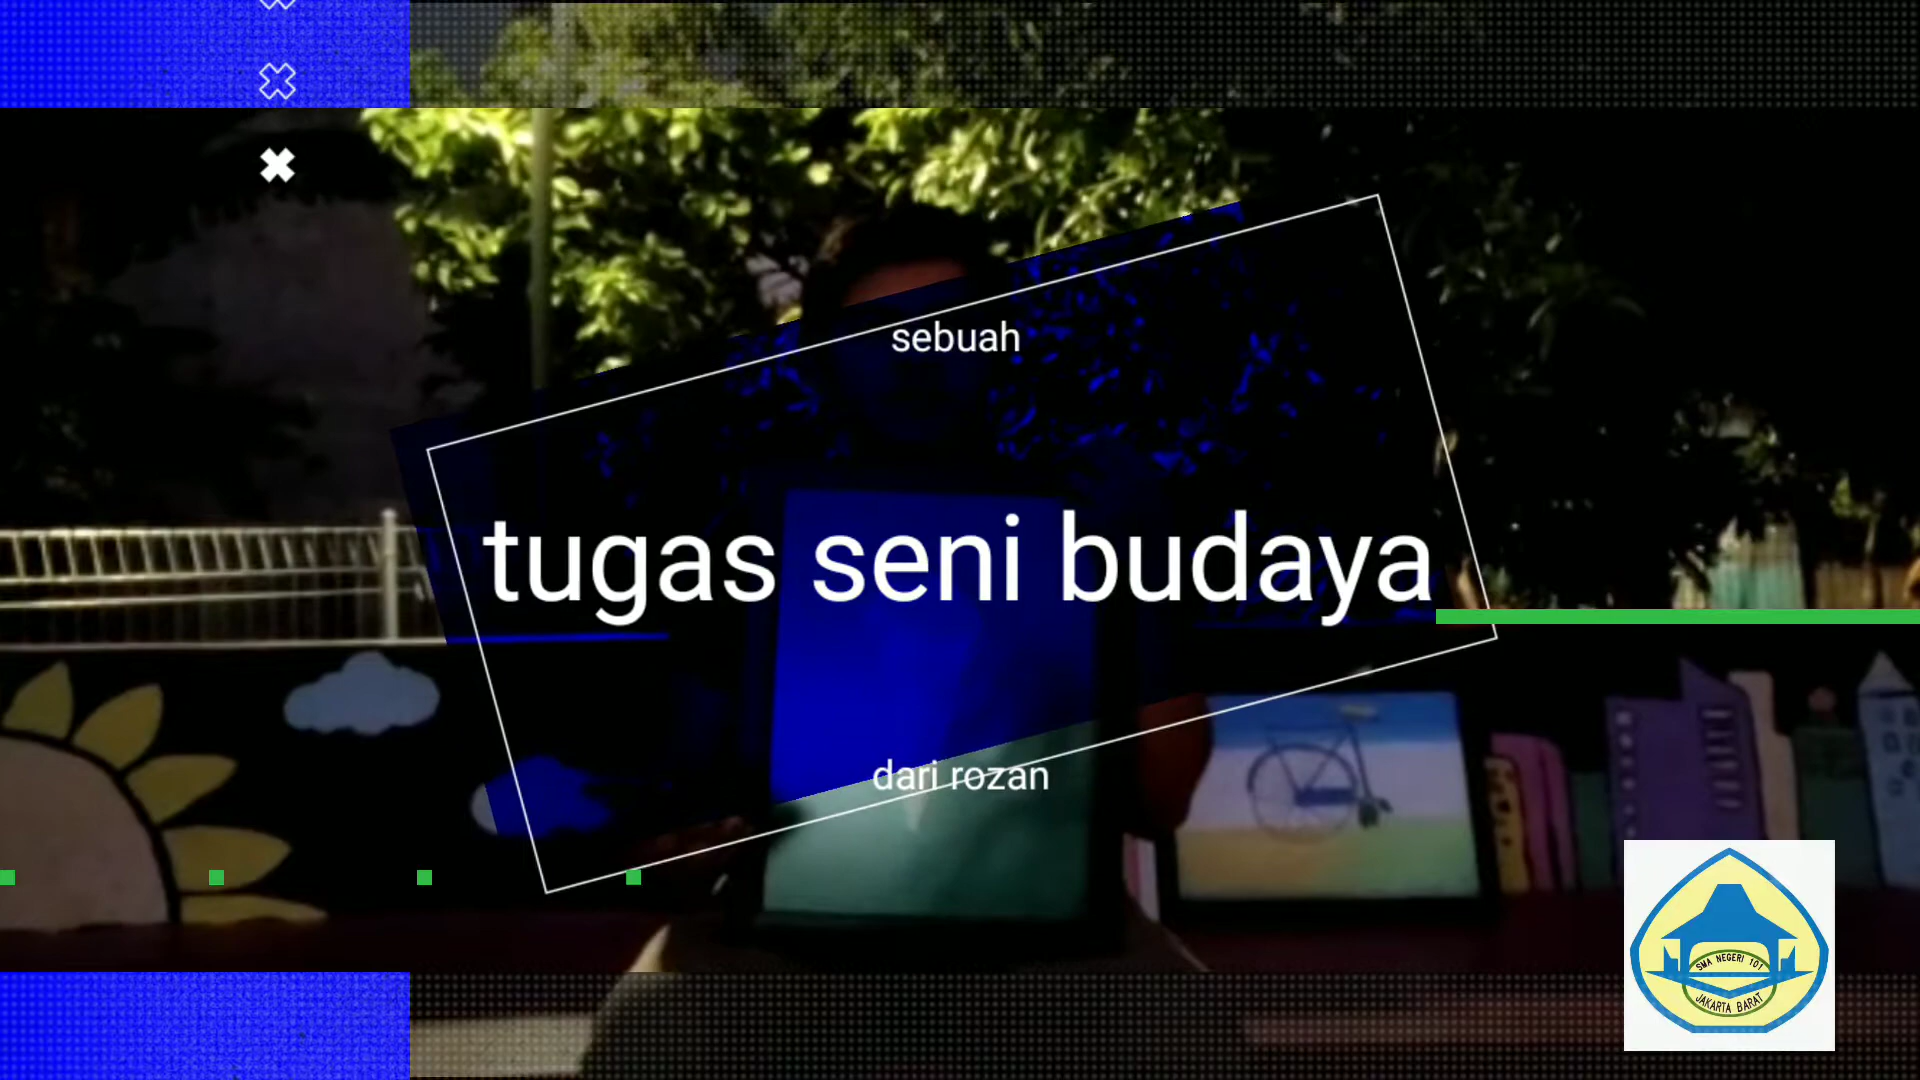 sebuah
tugas seni budaya
dari rozan
SMA NEGERI 101
JAKARTA BARAT